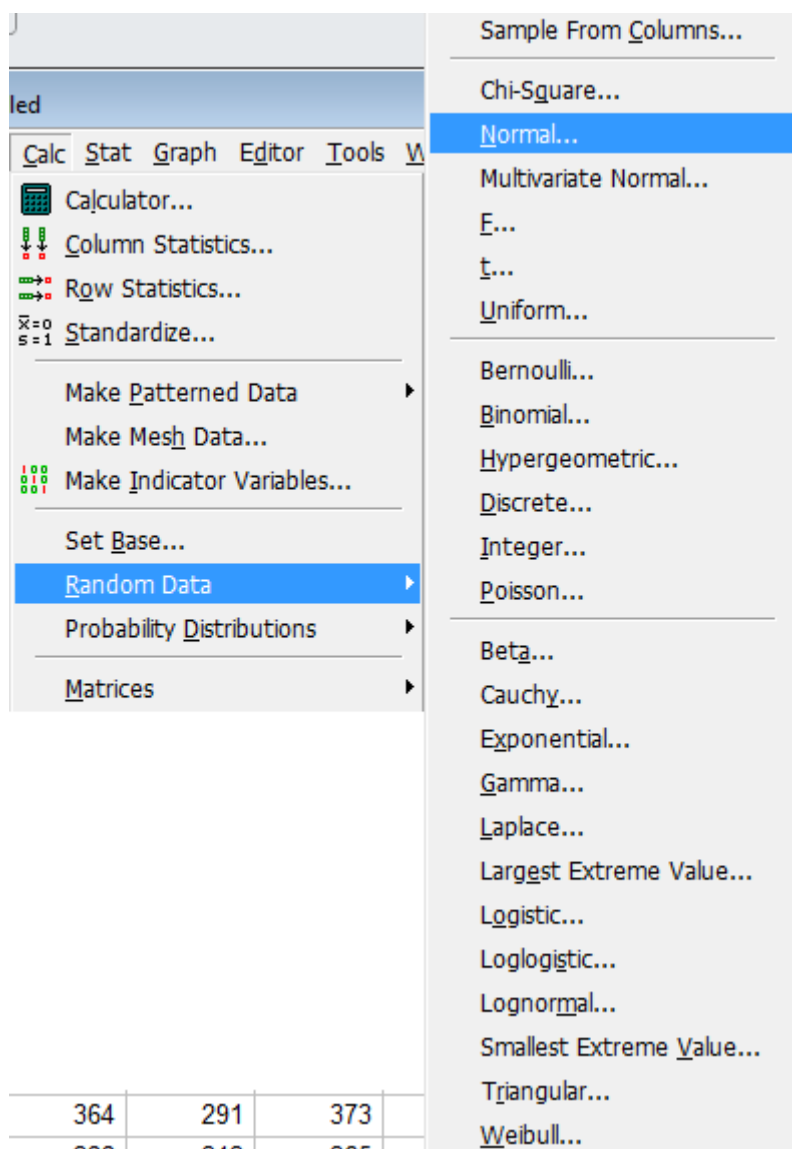 led
Calc Stat Graph Editor Tools
Calculator...
Column Statistics...
Row Statistics...
x̄=0
s=1 Standardize...
Make Patterned Data
Make Mesh Data...
Make Indicator Variables...
Set Base...
Random Data
Probability Distributions
Matrices
Sample From Columns...
Chi-Square...
Normal...
Multivariate Normal...
F...
t...
Uniform...
Bernoulli...
Binomial...
Hypergeometric...
Discrete...
Integer...
Poisson...
Beta...
Cauchy...
Exponential...
Gamma...
Laplace...
Largest Extreme Value...
Logistic...
Loglogistic...
Lognormal...
Smallest Extreme Value...
Triangular...
Weibull...
364 291 373